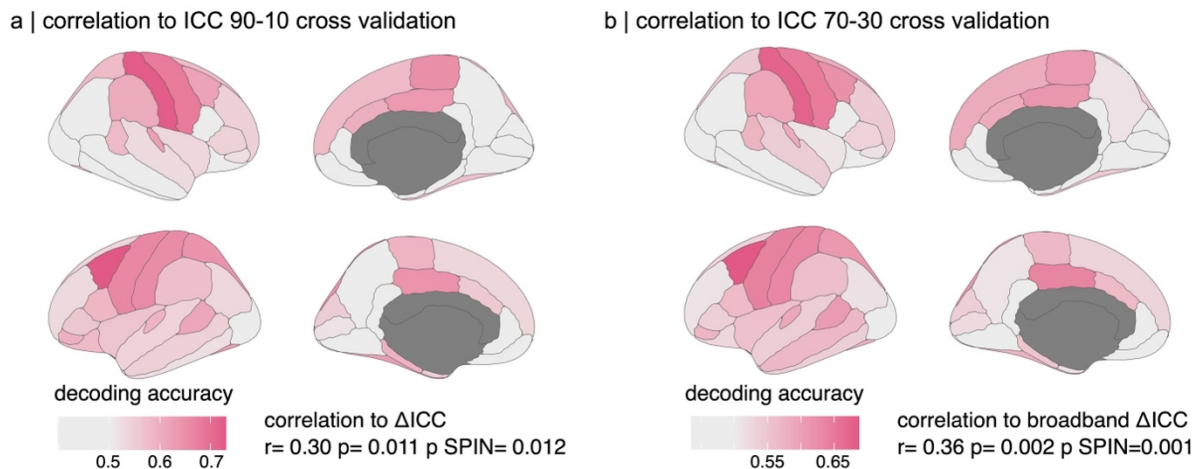 a | correlation to ICC 90-10 cross validation
b | correlation to ICC 70-30 cross validation
decoding accuracy
0.5 0.6 0.7
correlation to ΔICC
r= 0.30 p= 0.011 p SPIN= 0.012
decoding accuracy
0.55 0.65
correlation to broadband ΔICC
r= 0.36 p= 0.002 p SPIN=0.001